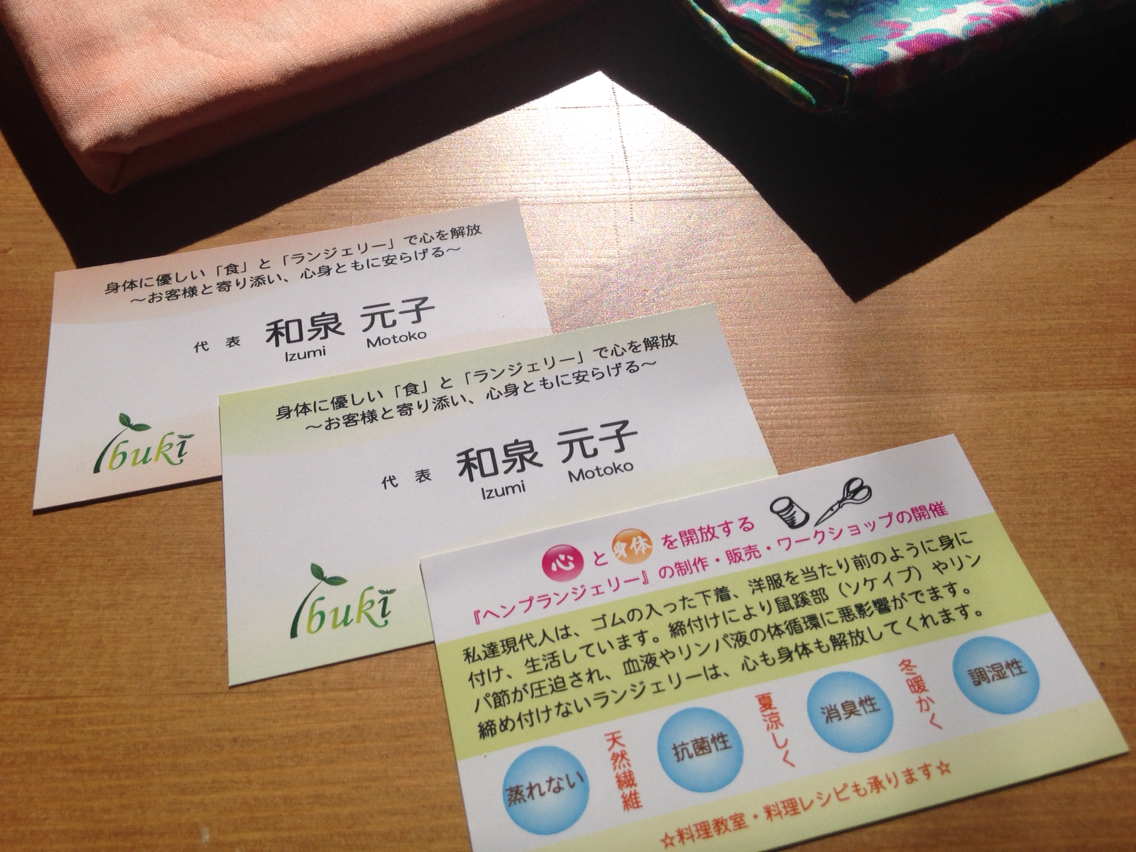 身体に優しい「食」と「ランジェリー」で心を解放
～お客様と寄り添い、心身ともに安らげる～
代 表 和泉 元子
Izumi Motoko
Ibuki
身体に優しい「食」と「ランジェリー」で心を解放
～お客様と寄り添い、心身ともに安らげる～
代 表 和泉 元子
Izumi Motoko
Ibuki
心と身体を開放する
『ヘンプランジェリー』の制作・販売・ワークショップの開催
私達現代人は、ゴムの入った下着、洋服を当たり前のように身に
付け、生活しています。締付けにより鼠蹊部（ソケイブ）やリン
パ節が圧迫され、血液やリンパ液の体循環に悪影響がでます。
締め付けないランジェリーは、心も身体も解放してくれます。
蒸れない
天然繊維
抗菌性
夏涼しく
消臭性
冬暖かく
調湿性
☆料理教室・料理レシピも承ります☆